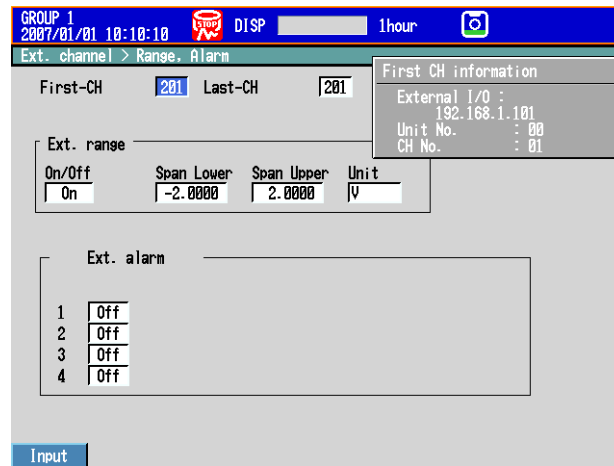 GROUP 1
2007/01/01 10:10:10 STOP DISP 1hour
Ext. channel > Range, Alarm
First-CH 201 Last-CH 201
First CH information
External I/O :
192.168.1.101
Unit No. : 00
CH No. : 01
Ext. range
On/Off Span Lower Span Upper Unit
On -2.0000 2.0000 V
Ext. alarm
1 Off
2 Off
3 Off
4 Off
Input